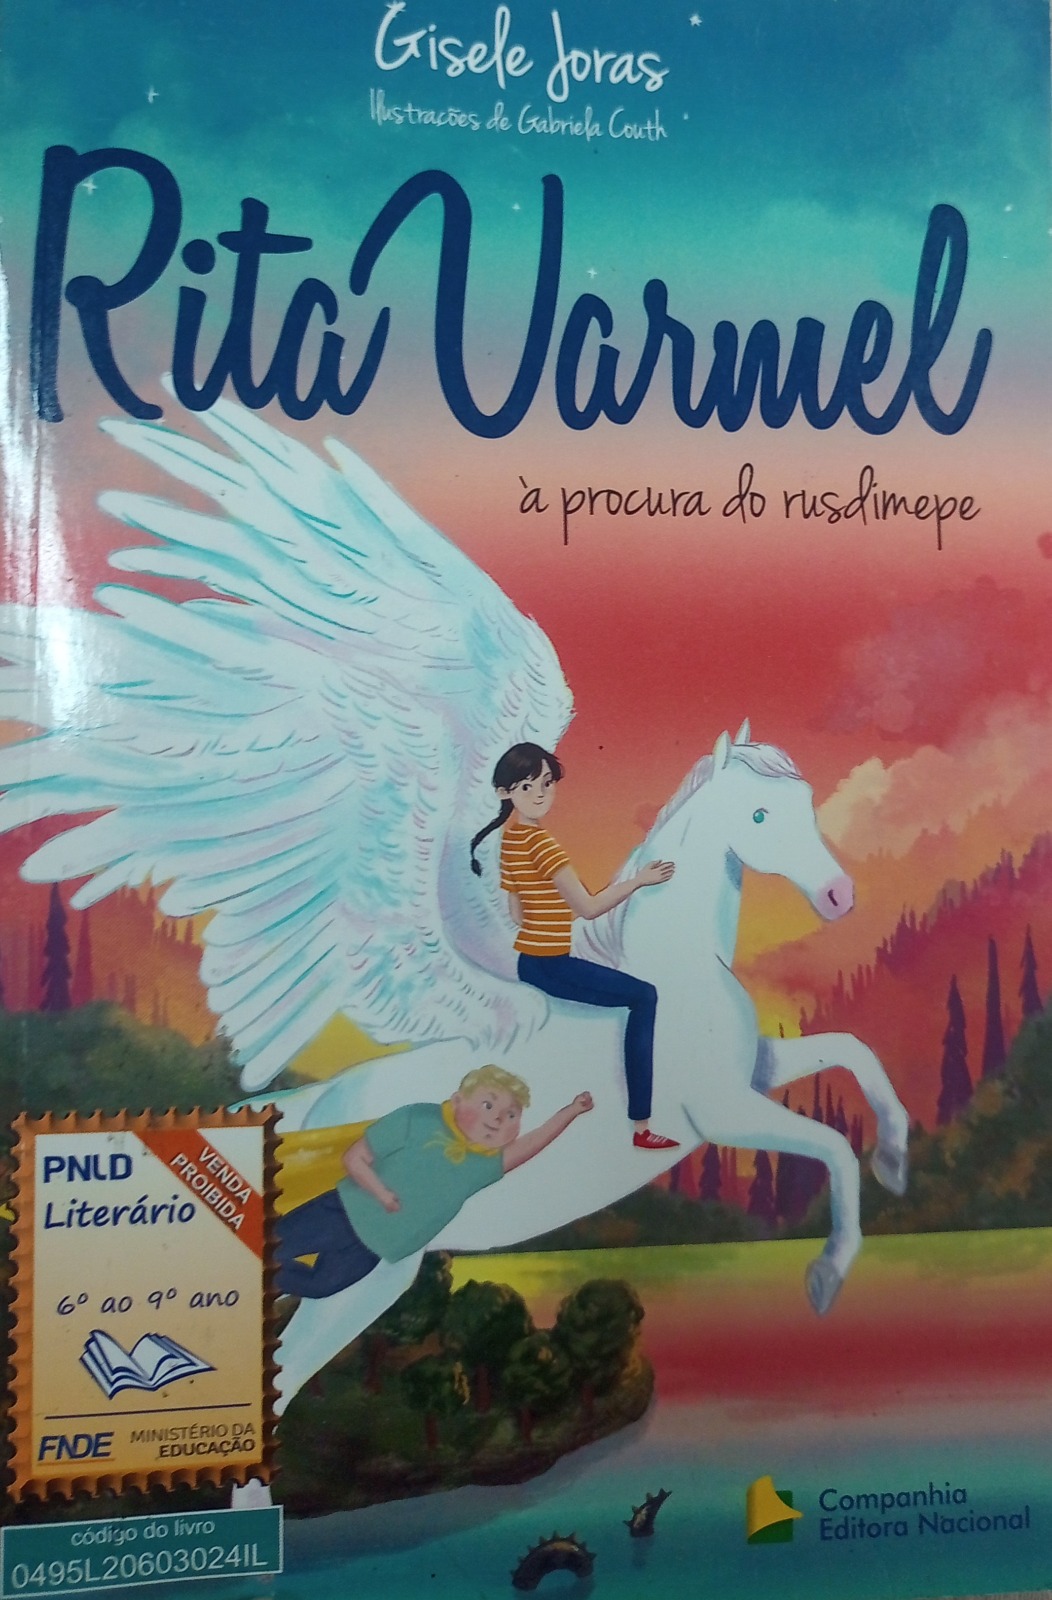 Gisele Joras
Ilustrações de Gabriela Couth
Rita Varmel
à procura do rusdimepe
PNLD
Literário
VENDA
PROIBIDA
6º ao 9º ano
FNDE
MINISTÉRIO DA
EDUCAÇÃO
código do livro
0495L20603024IL
Companhia
Editora Nacional